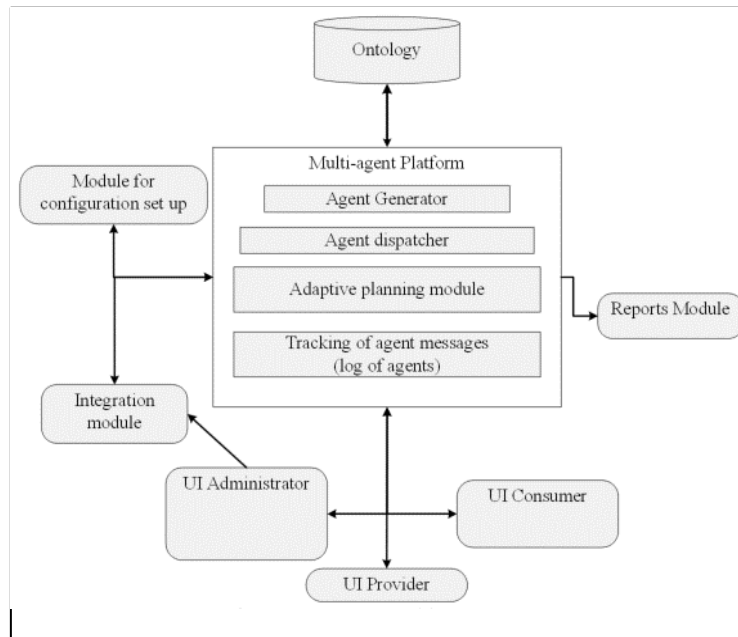 Ontology
Multi-agent Platform
Agent Generator
Agent dispatcher
Adaptive planning module
Tracking of agent messages
(log of agents)
Module for
configuration set up
Reports Module
Integration
module
UI Administrator
UI Consumer
UI Provider